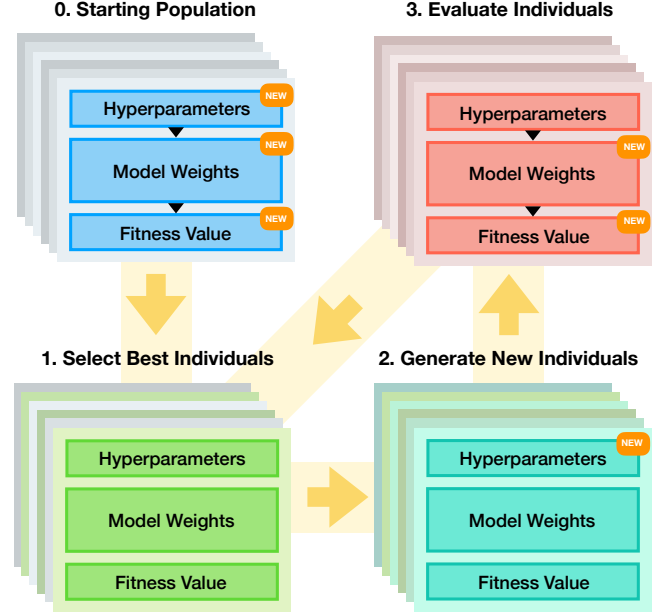 0. Starting Population
NEW
Hyperparameters
NEW
Model Weights
NEW
Fitness Value
3. Evaluate Individuals
Hyperparameters
NEW
Model Weights
NEW
Fitness Value
1. Select Best Individuals
Hyperparameters
Model Weights
Fitness Value
2. Generate New Individuals
NEW
Hyperparameters
Model Weights
Fitness Value